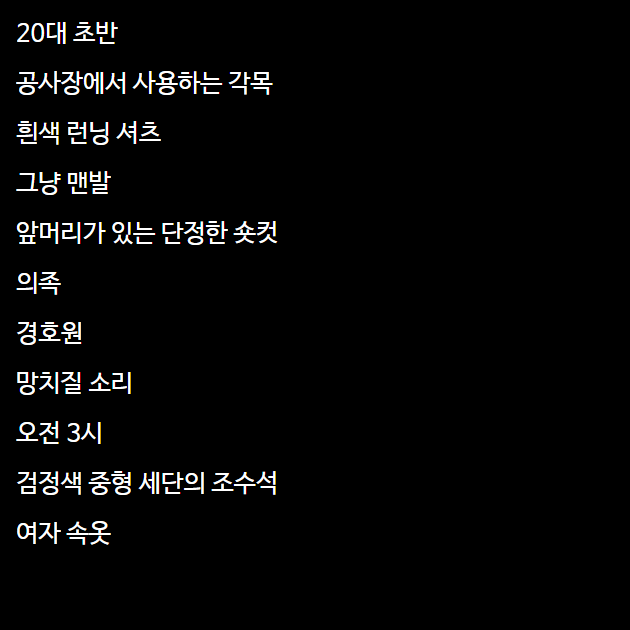 20대 초반
공사장에서 사용하는 각목
흰색 런닝 셔츠
그냥 맨발
앞머리가 있는 단정한 숏컷
의족
경호원
망치질 소리
오전 3시
검정색 중형 세단의 조수석
여자 속옷